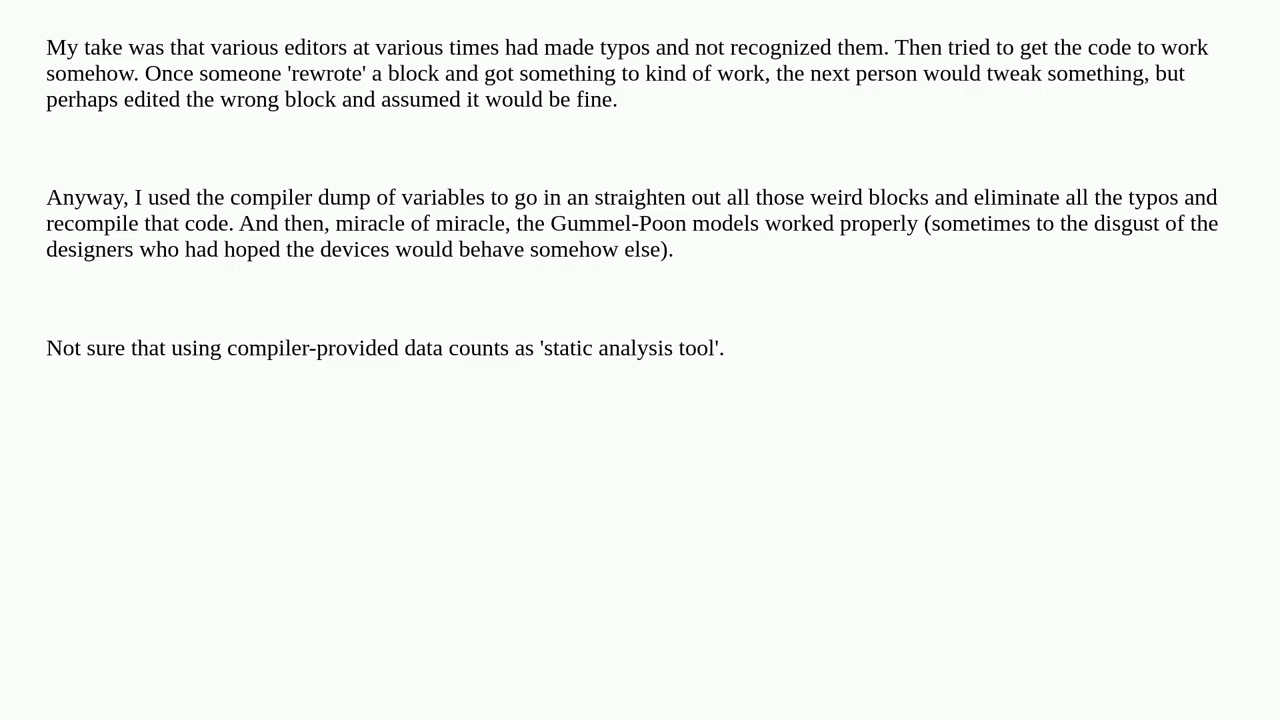 My take was that various editors at various times had made typos and not recognized them. Then tried to get the code to work
somehow. Once someone 'rewrote' a block and got something to kind of work, the next person would tweak something, but
perhaps edited the wrong block and assumed it would be fine.
Anyway, I used the compiler dump of variables to go in an straighten out all those weird blocks and eliminate all the typos and
recompile that code. And then, miracle of miracle, the Gummel-Poon models worked properly (sometimes to the disgust of the
designers who had hoped the devices would behave somehow else).
Not sure that using compiler-provided data counts as 'static analysis tool'.